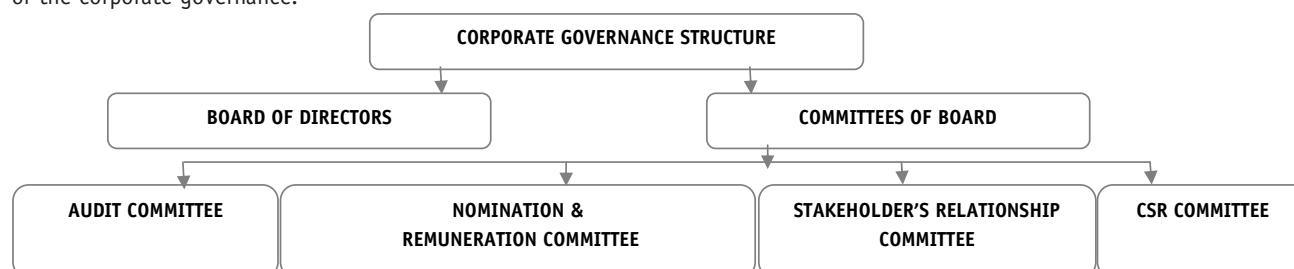 of the corporate governance.
CORPORATE GOVERNANCE STRUCTURE
BOARD OF DIRECTORS
COMMITTEES OF BOARD
AUDIT COMMITTEE
NOMINATION &
REMUNERATION COMMITTEE
STAKEHOLDER'S RELATIONSHIP
COMMITTEE
CSR COMMITTEE